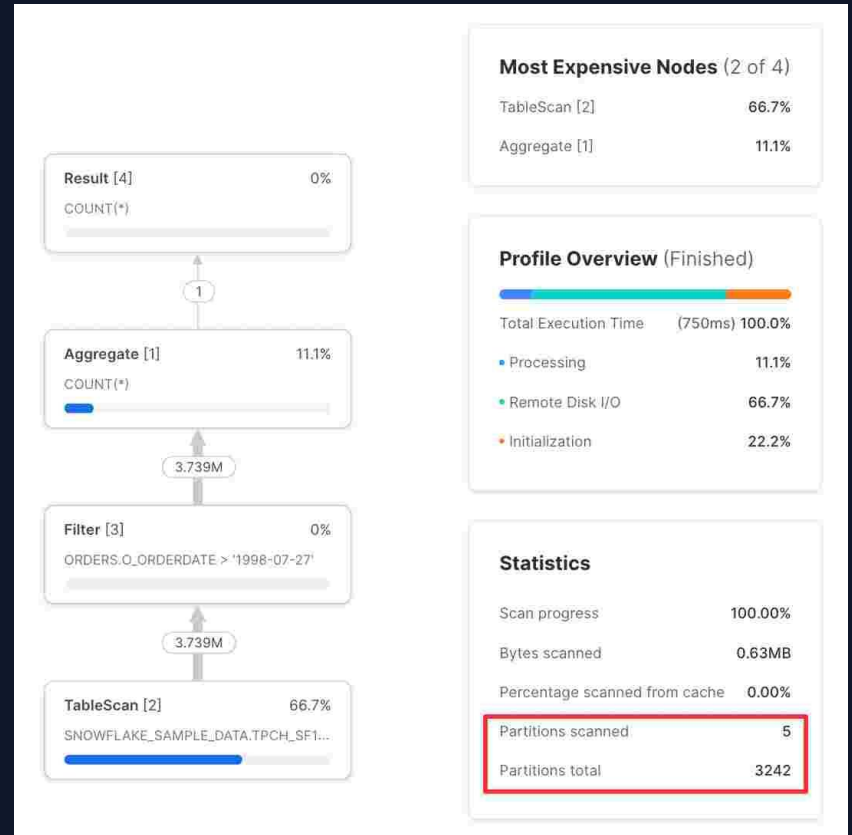 Most Expensive Nodes (2 of 4)
TableScan [2] 66.7%
Aggregate [1] 11.1%
Result [4] 0%
COUNT(*)
1
Aggregate [1] 11.1%
COUNT(*)
3.739M
Filter [3] 0%
ORDERS.O_ORDERDATE > '1998-07-27'
3.739M
TableScan [2] 66.7%
SNOWFLAKE_SAMPLE_DATA.TPCH_SF1...
Profile Overview (Finished)
Total Execution Time (750ms) 100.0%
Processing 11.1%
Remote Disk I/O 66.7%
Initialization 22.2%
Statistics
Scan progress 100.00%
Bytes scanned 0.63MB
Percentage scanned from cache 0.00%
Partitions scanned 5
Partitions total 3242